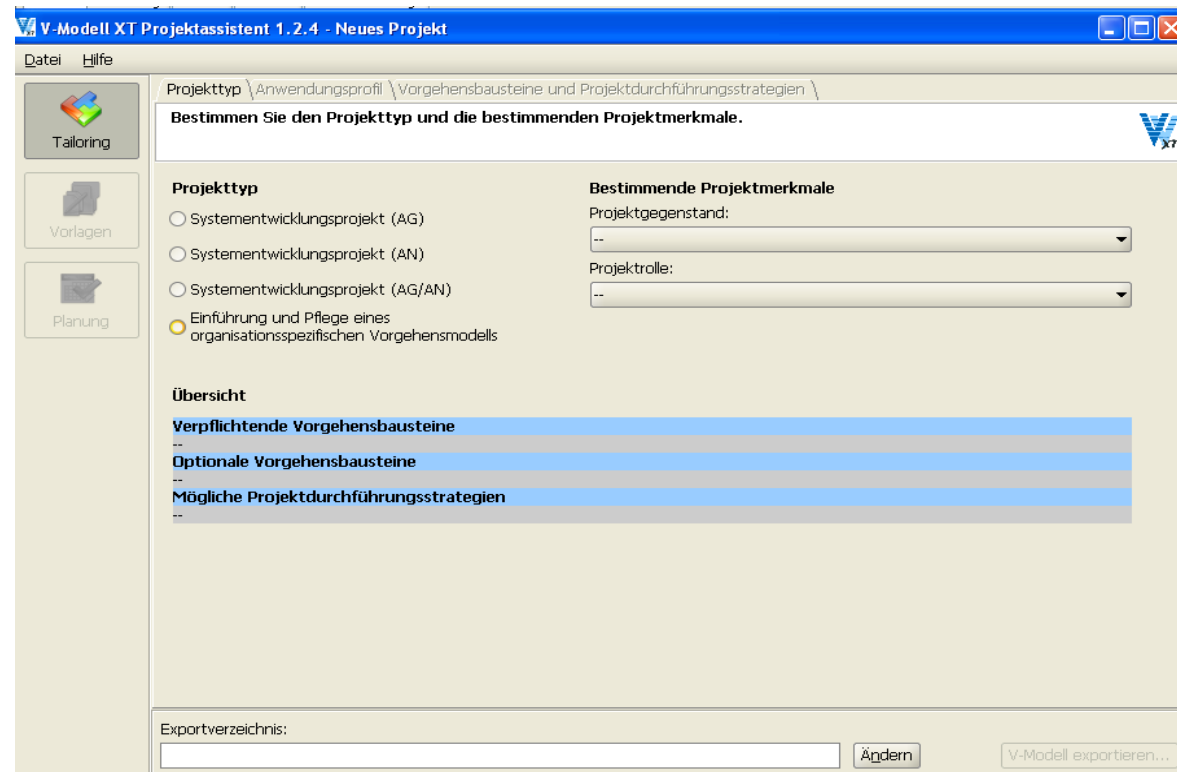 V-Modell XT Projektassistent 1.2.4 - Neues Projekt
Datei Hilfe
Projekttyp Anwendungsprofil Vorgehensbausteine und Projektdurchführungsstrategien
Bestimmen Sie den Projekttyp und die bestimmenden Projektmerkmale.
XT
Tailoring
Vorlagen
Planung
Projekttyp
Systementwicklungsprojekt (AG)
Systementwicklungsprojekt (AN)
Systementwicklungsprojekt (AG/AN)
Einführung und Pflege eines
organisationsspezifischen Vorgehensmodells
Bestimmende Projektmerkmale
Projektgegenstand:
--
Projektrolle:
--
Übersicht
Verpflichtende Vorgehensbausteine
--
Optionale Vorgehensbausteine
--
Mögliche Projektdurchführungsstrategien
--
Exportverzeichnis:
Ändern
V-Modell exportieren...